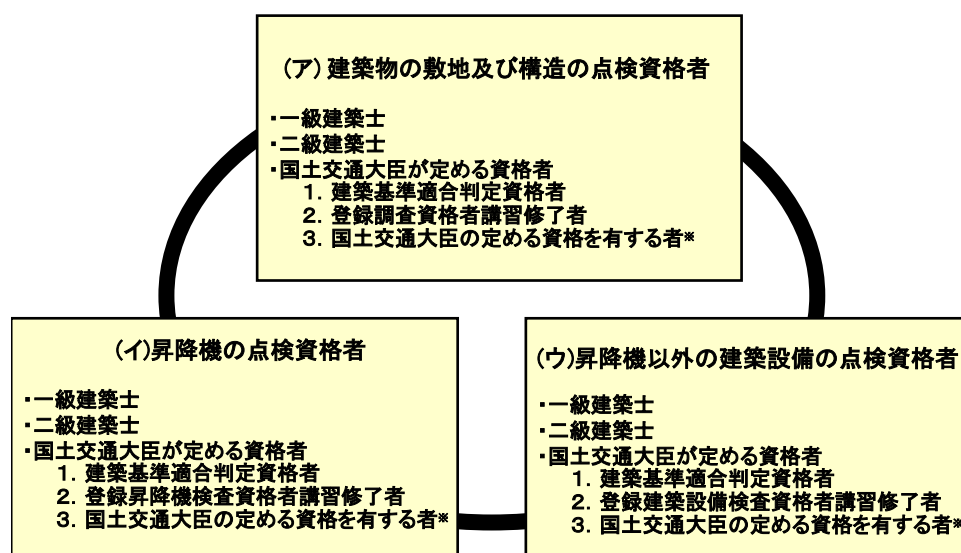 (ア)建築物の敷地及び構造の点検資格者
・一級建築士
・二級建築士
・国土交通大臣が定める資格者
1. 建築基準適合判定資格者
2. 登録調査資格者講習修了者
3. 国土交通大臣の定める資格を有する者※
(イ)昇降機の点検資格者
・一級建築士
・二級建築士
・国土交通大臣が定める資格者
1. 建築基準適合判定資格者
2. 登録昇降機検査資格者講習修了者
3. 国土交通大臣の定める資格を有する者※
(ウ)昇降機以外の建築設備の点検資格者
・一級建築士
・二級建築士
・国土交通大臣が定める資格者
1. 建築基準適合判定資格者
2. 登録建築設備検査資格者講習修了者
3. 国土交通大臣の定める資格を有する者※